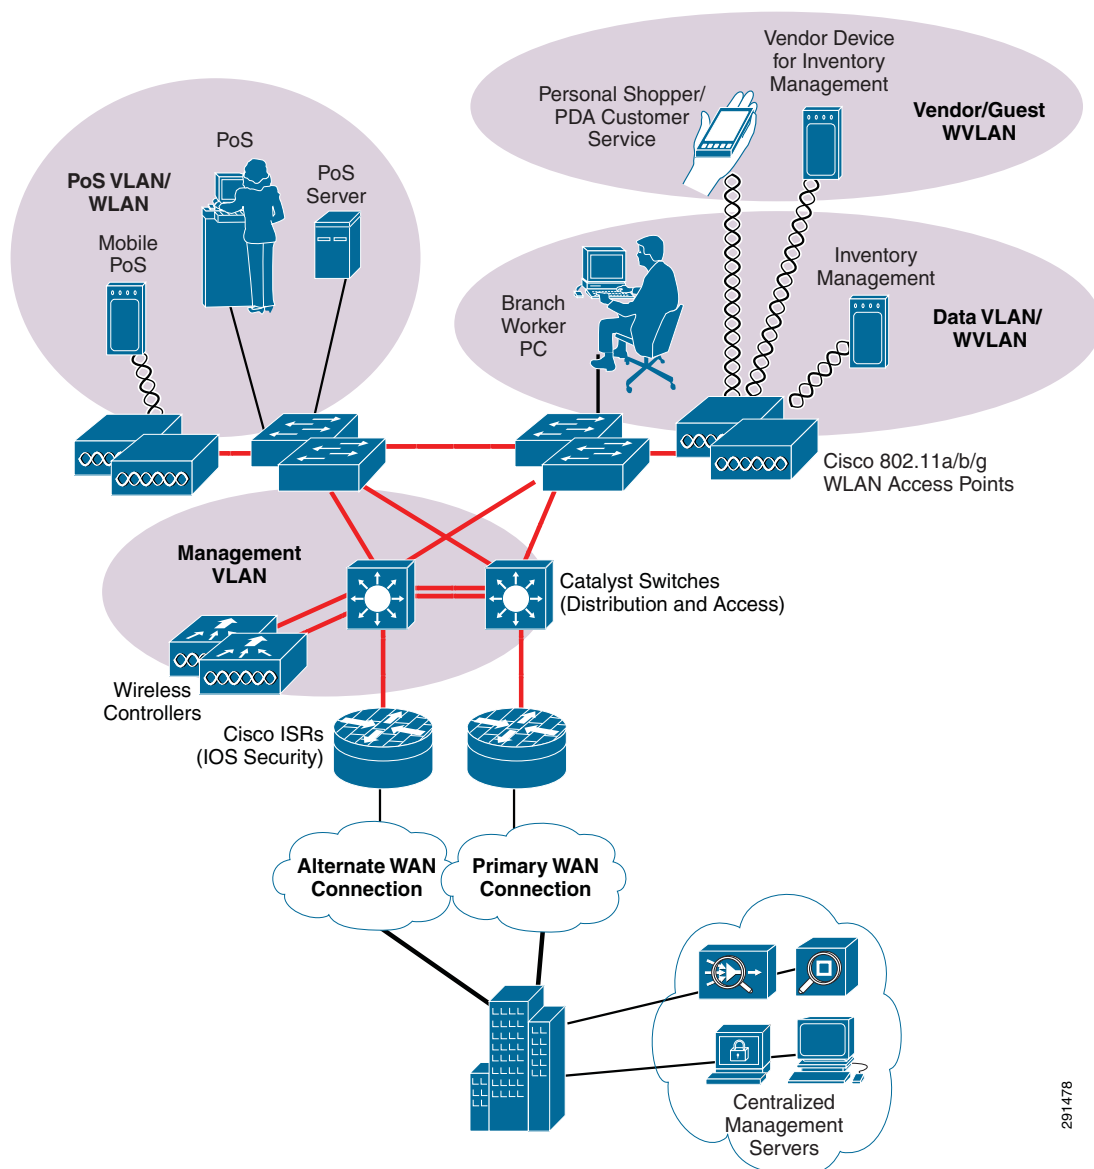 Vendor Device
for Inventory
Management
Personal Shopper/
PDA Customer
Service
Vendor/Guest
WVLAN
PoS
PoS VLAN/
WLAN
PoS
Server
Mobile
PoS
Inventory
Management
Branch
Worker
PC
Data VLAN/
WVLAN
Cisco 802.11a/b/g
WLAN Access Points
Management
VLAN
Catalyst Switches
(Distribution and Access)
Wireless
Controllers
Cisco ISRs
(IOS Security)
Alternate WAN
Connection
Primary WAN
Connection
Centralized
Management
Servers
291478